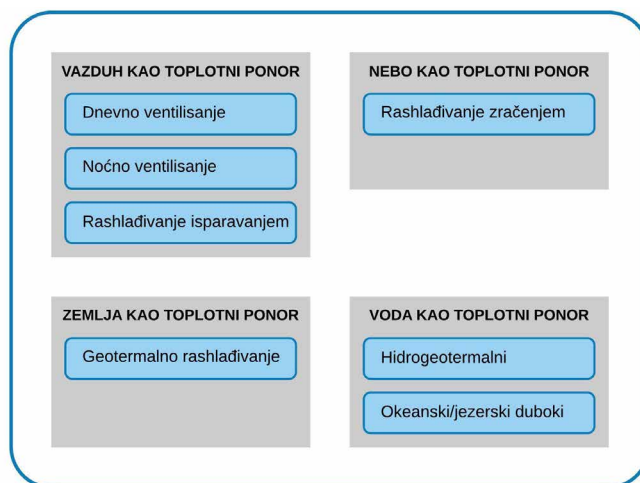 VAZDUH KAO TOPLOTNI PONOR
Dnevno ventilisanje
Noćno ventilisanje
Rashlađivanje isparavanjem
NEBO KAO TOPLOTNI PONOR
Rashlađivanje zračenjem
ZEMLJA KAO TOPLOTNI PONOR
Geotermalno rashlađivanje
VODA KAO TOPLOTNI PONOR
Hidrogeotermalni
Okeanski/jezerski duboki